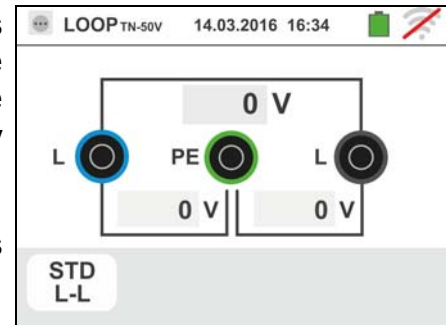 LOOP TN-50V 14.03.2016 16:34
0 V
L PE L
0 V 0 V
STD
L-L